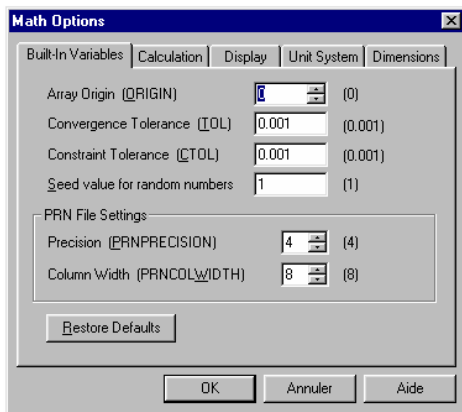 Math Options
Built-In Variables Calculation Display Unit System Dimensions
Array Origin (ORIGIN) 0 (0)
Convergence Tolerance (TOL) 0.001 (0.001)
Constraint Tolerance (CTOL) 0.001 (0.001)
Seed value for random numbers 1 (1)
PRN File Settings
Precision (PRNPRECISION) 4 (4)
Column Width (PRNCOLWIDTH) 8 (8)
Restore Defaults
OK Annuler Aide